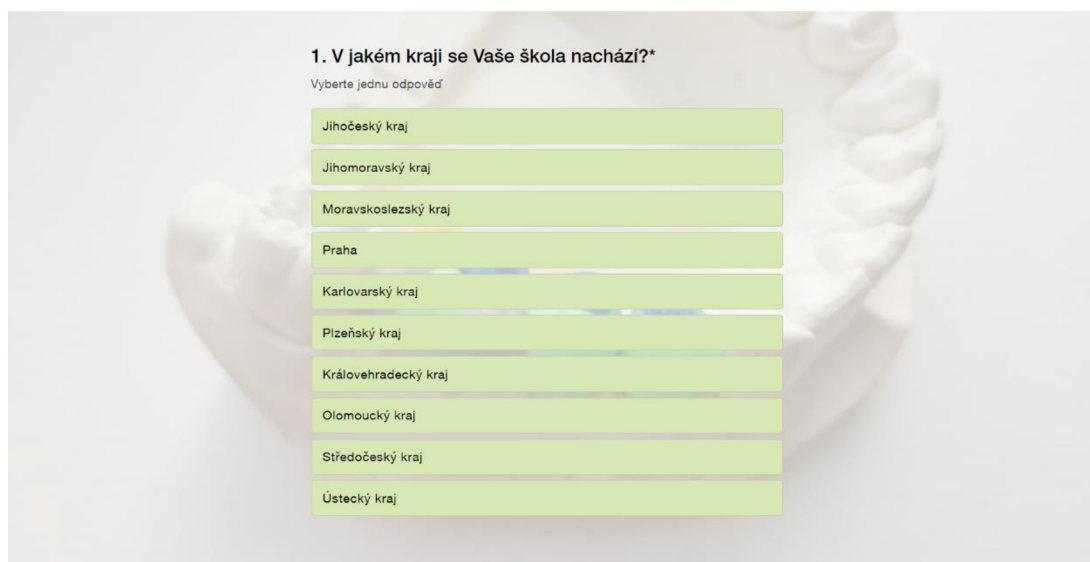 1. V jakém kraji se Vaše škola nachází?*
Vyberte jednu odpověď
Jihočeský kraj
Jihomoravský kraj
Moravskoslezský kraj
Praha
Karlovarský kraj
Plzeňský kraj
Královehradecký kraj
Olomoucký kraj
Středočeský kraj
Ústecký kraj